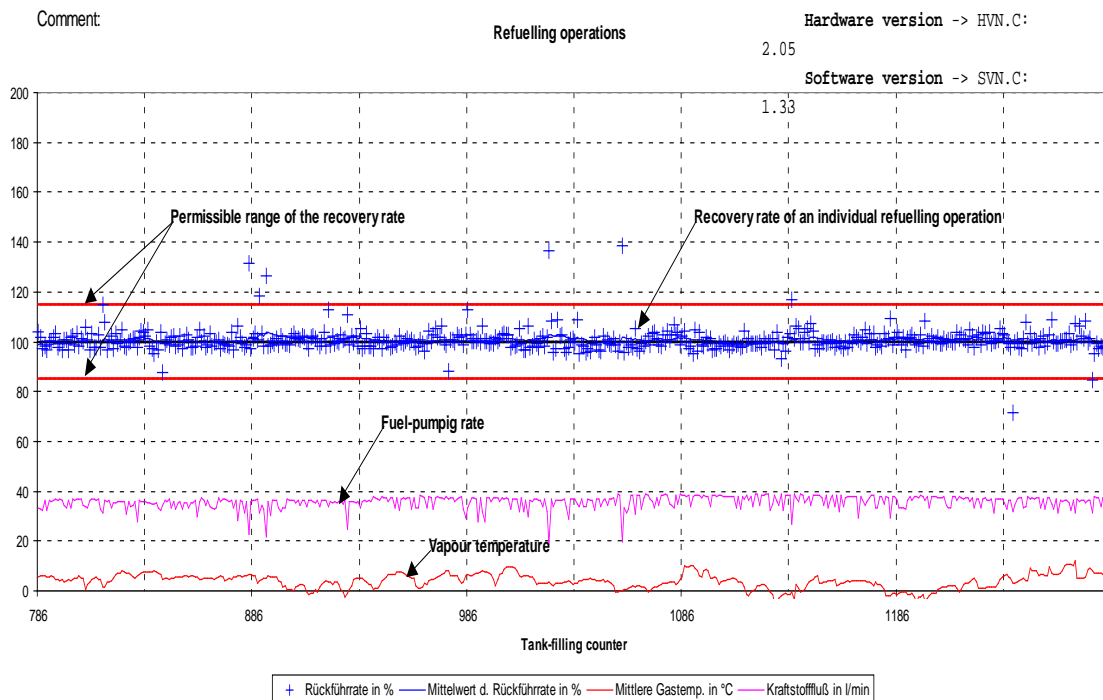 Comment:
Hardware version -> HVN.C:
Refuelling operations
2.05
Software version -> SVN.C:
1.33
200
180
160
140
120
100
80
60
40
20
0
Permissible range of the recovery rate
Recovery rate of an individual refuelling operation
Fuel-pumpig rate
Vapour temperature
786
886
986
1086
1186
Tank-filling counter
Rückführrate in %
Mittelwert d. Rückführrate in %
Mittlere Gastemp. in °C
Kraftstofffluß in l/min